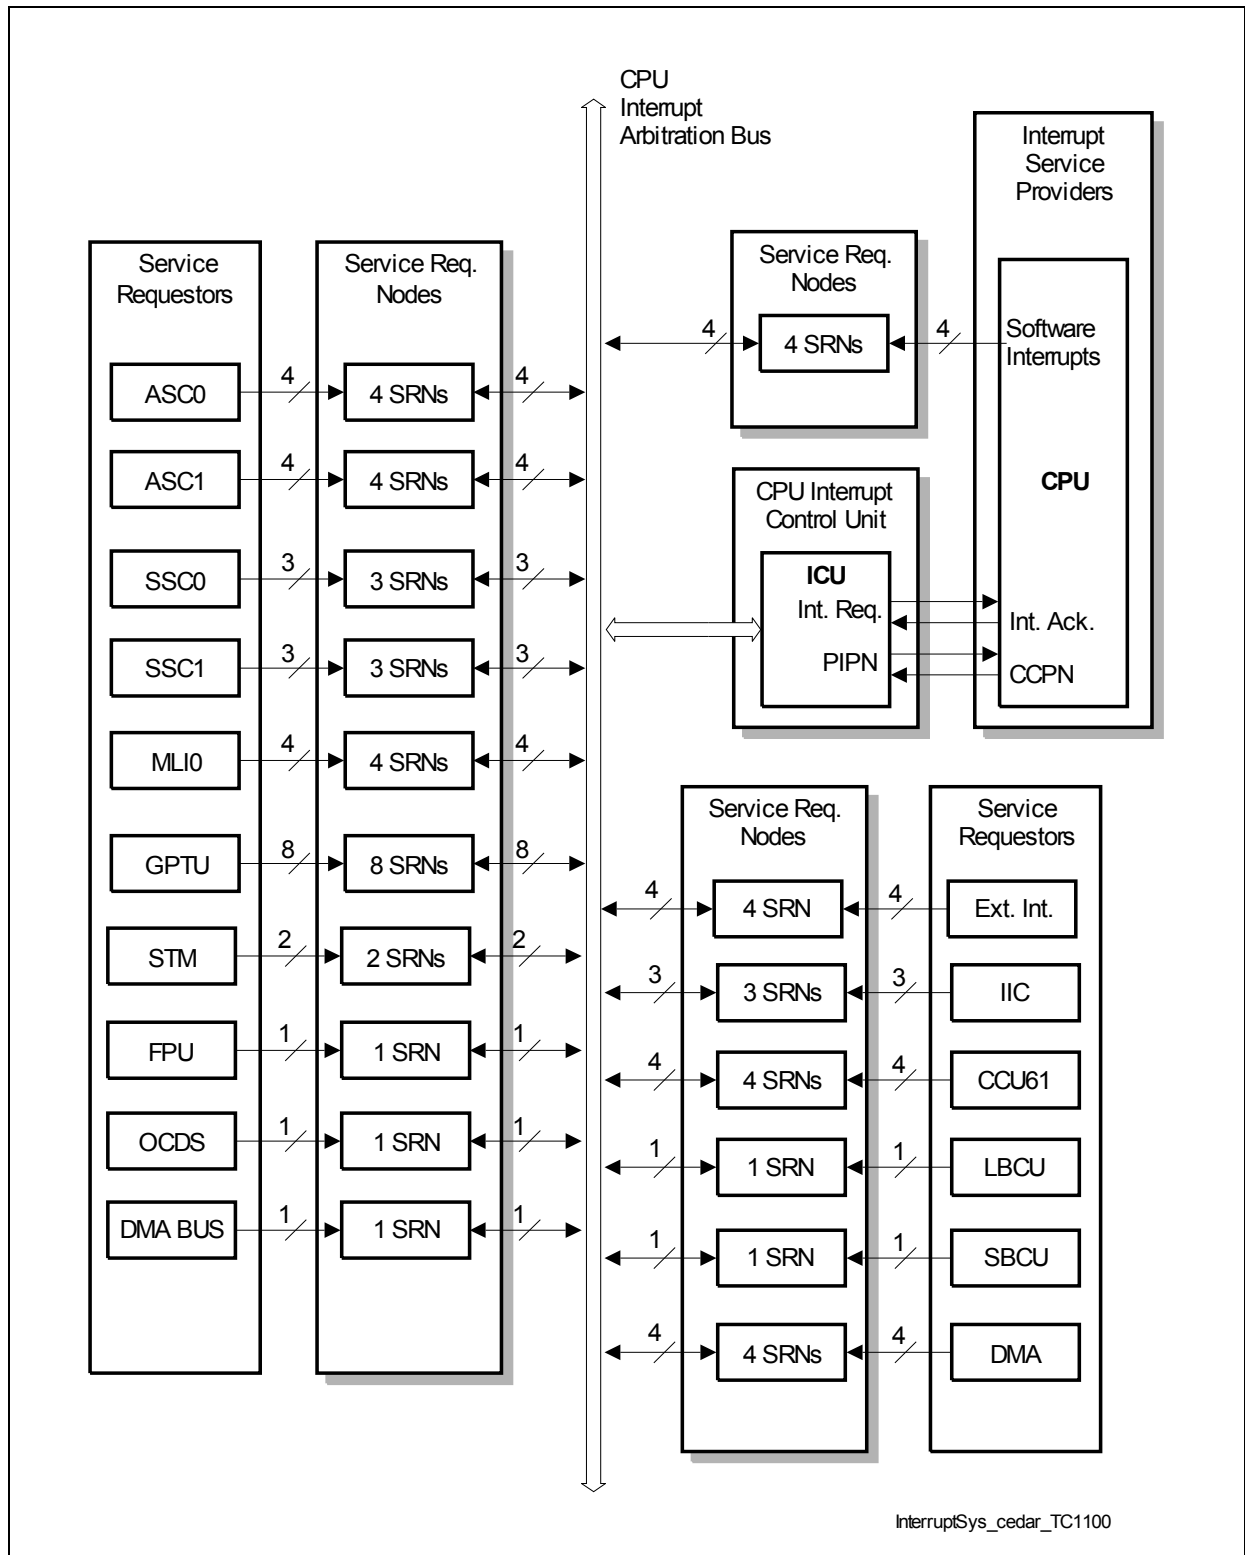 CPU
Interrupt
Arbitration Bus
Interrupt
Service
Providers
Service
Requestors
Service Req.
Nodes
Service Req.
Nodes
4 4 SRNs 4
Software
Interrupts
CPU
ASC0 4 4 SRNs 4
ASC1 4 4 SRNs 4
SSC0 3 3 SRNs 3
SSC1 3 3 SRNs 3
MLI0 4 4 SRNs 4
GPTU 8 8 SRNs 8
STM 2 2 SRNs 2
FPU 1 1 SRN 1
OCDS 1 1 SRN 1
DMA BUS 1 1 SRN 1
CPU Interrupt
Control Unit
ICU
Int. Req.
Int. Ack.
PIPN
CCPN
Service Req.
Nodes
Service
Requestors
4 4 SRN 4 Ext. Int.
3 3 SRNs 3 IIC
4 4 SRNs 4 CCU61
1 1 SRN 1 LBCU
1 1 SRN 1 SBCU
4 4 SRNs 4 DMA
InterruptSys_cedar_TC1100